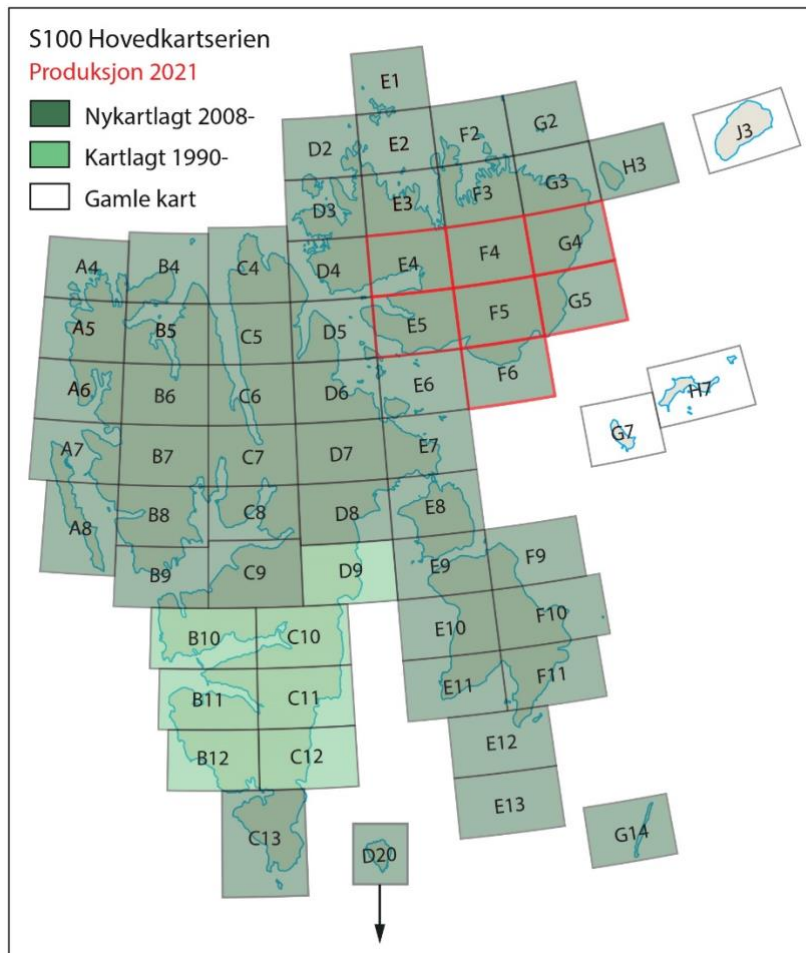 S100 Hovedkartserien
Produksjon 2021
Nykartlagt 2008-
Kartlagt 1990-
Gamle kart
E1
D2 E2 F2 G2 J3
D3 E3 F3 G3 H3
A4 B4 C4 D4 E4 F4 G4
A5 B5 C5 D5 E5 F5 G5
A6 B6 C6 D6 E6 F6
A7 B7 C7 D7 E7 G7 H7
A8 B8 C8 D8 E8
B9 C9 D9 E9 F9
B10 C10 E10 F10
B11 C11 E11 F11
B12 C12 E12
C13 E13
D20 G14